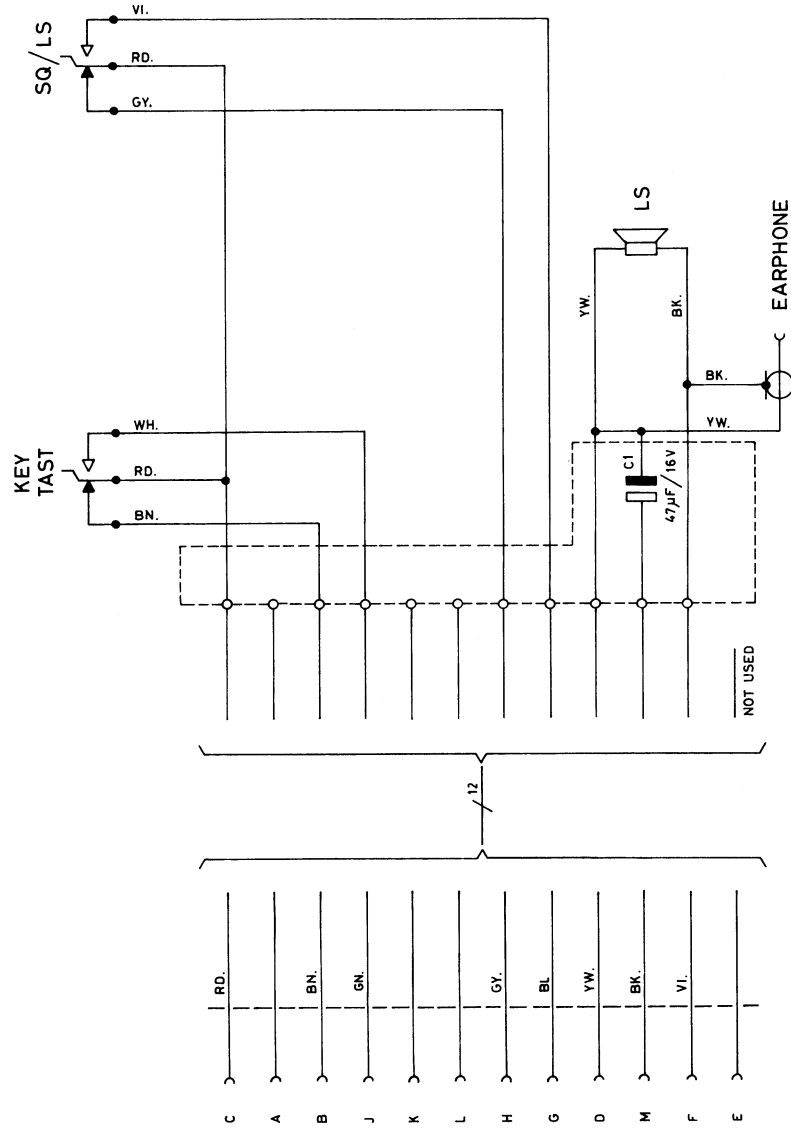 SQ/LS
VI.
RD.
GY.
KEY
TAST
WH.
RD.
BN.
LS
YW.
BK.
BK.
YW.
EARPHONE
C1
47µF/16V
NOT USED
12
RD.
BN.
GN.
GY.
BL
YW.
BK.
VI.
C
A
B
J
K
L
H
G
D
M
F
E